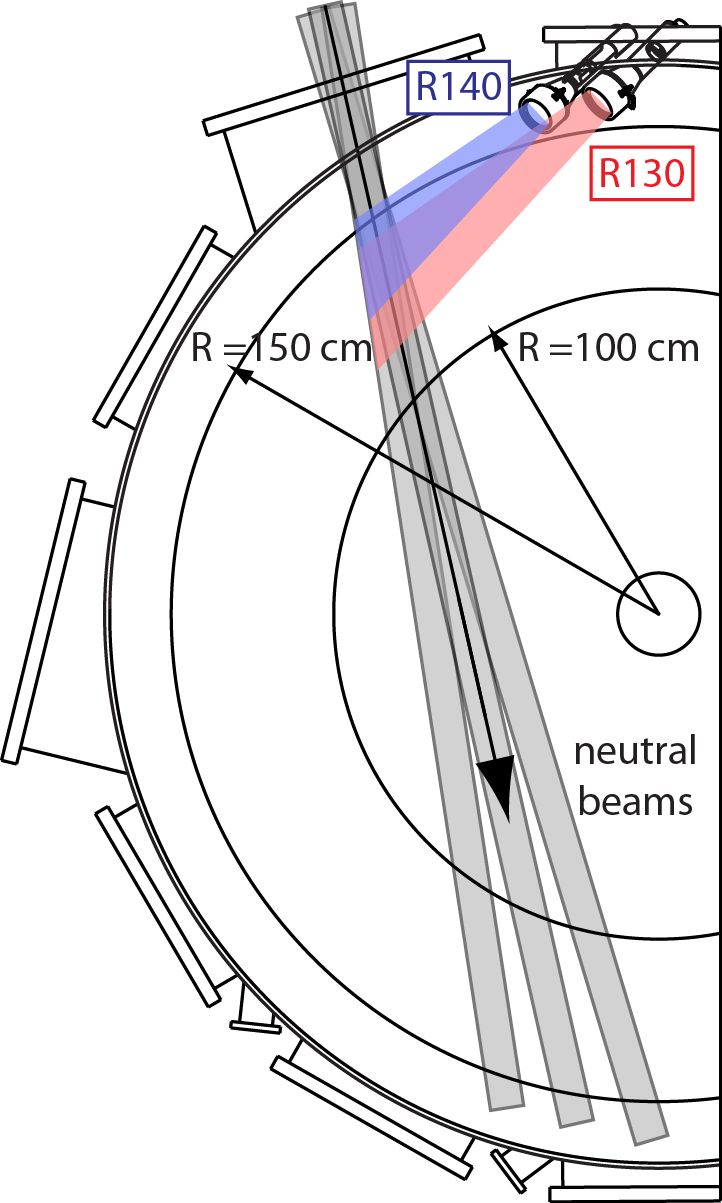 R140
R130
R =150 cm
R =100 cm
neutral
beams